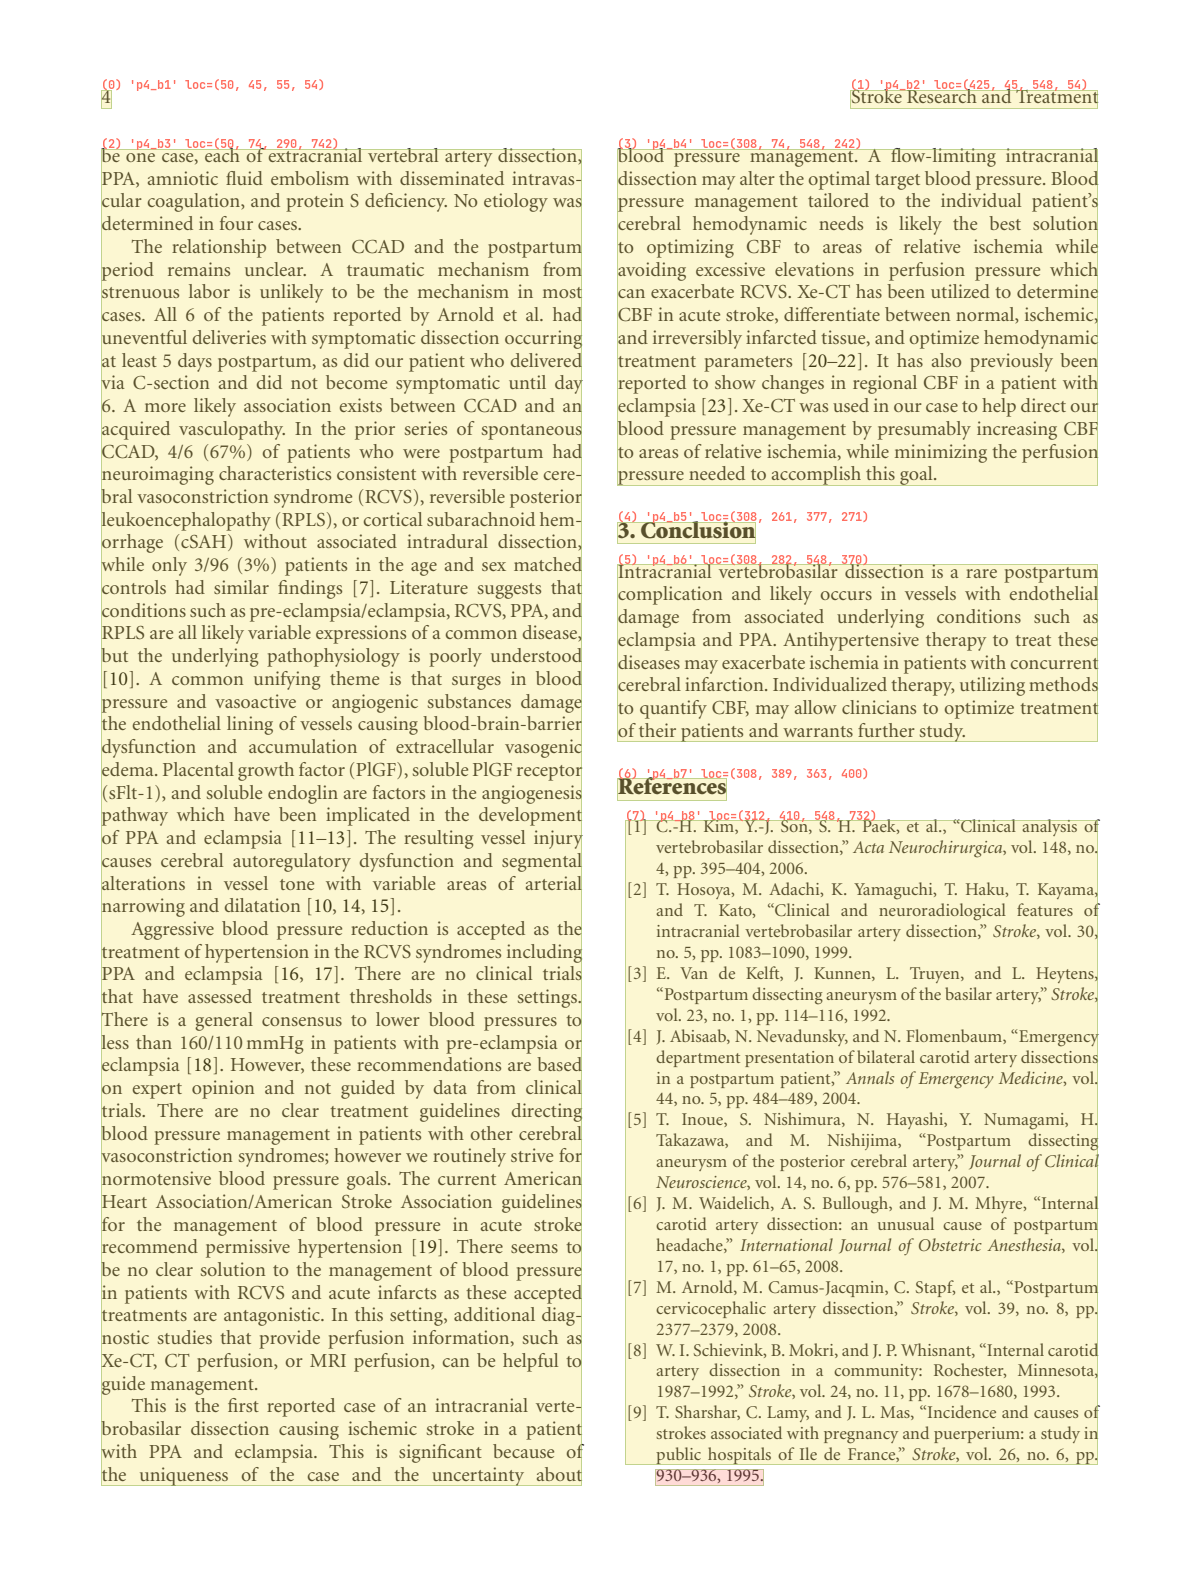 (0) 'p4_b1' loc=(50, 45, 55, 54)
4
(1) 'p4_b2' loc=(425, 45, 548, 54)
Stroke Research and Treatment
(2) 'p4_b3' loc=(50, 74, 290, 742)
be one case, each of extracranial vertebral artery dissection,
PPA, amniotic fluid embolism with disseminated intravas-
cular coagulation, and protein S deficiency. No etiology was
determined in four cases.
The relationship between CCAD and the postpartum
period remains unclear. A traumatic mechanism from
strenuous labor is unlikely to be the mechanism in most
cases. All 6 of the patients reported by Arnold et al. had
uneventful deliveries with symptomatic dissection occurring
at least 5 days postpartum, as did our patient who delivered
via C-section and did not become symptomatic until day
6. A more likely association exists between CCAD and an
acquired vasculopathy. In the prior series of spontaneous
CCAD, 4/6 (67%) of patients who were postpartum had
neuroimaging characteristics consistent with reversible cere-
bral vasoconstriction syndrome (RCVS), reversible posterior
leukoencephalopathy (RPLS), or cortical subarachnoid hem-
orrhage (cSAH) without associated intradural dissection,
while only 3/96 (3%) patients in the age and sex matched
controls had similar findings [7]. Literature suggests that
conditions such as pre-eclampsia/eclampsia, RCVS, PPA, and
RPLS are all likely variable expressions of a common disease,
but the underlying pathophysiology is poorly understood
[10]. A common unifying theme is that surges in blood
pressure and vasoactive or angiogenic substances damage
the endothelial lining of vessels causing blood-brain-barrier
dysfunction and accumulation of extracellular vasogenic
edema. Placental growth factor (PlGF), soluble PlGF receptor
(sFlt-1), and soluble endoglin are factors in the angiogenesis
pathway which have been implicated in the development
of PPA and eclampsia [11–13]. The resulting vessel injury
causes cerebral autoregulatory dysfunction and segmental
alterations in vessel tone with variable areas of arterial
narrowing and dilatation [10, 14, 15].
Aggressive blood pressure reduction is accepted as the
treatment of hypertension in the RCVS syndromes including
PPA and eclampsia [16, 17]. There are no clinical trials
that have assessed treatment thresholds in these settings.
There is a general consensus to lower blood pressures to
less than 160/110 mmHg in patients with pre-eclampsia or
eclampsia [18]. However, these recommendations are based
on expert opinion and not guided by data from clinical
trials. There are no clear treatment guidelines directing
blood pressure management in patients with other cerebral
vasoconstriction syndromes; however we routinely strive for
normotensive blood pressure goals. The current American
Heart Association/American Stroke Association guidelines
for the management of blood pressure in acute stroke
recommend permissive hypertension [19]. There seems to
be no clear solution to the management of blood pressure
in patients with RCVS and acute infarcts as these accepted
treatments are antagonistic. In this setting, additional diag-
nostic studies that provide perfusion information, such as
Xe-CT, CT perfusion, or MRI perfusion, can be helpful to
guide management.
This is the first reported case of an intracranial verte-
brobasilar dissection causing ischemic stroke in a patient
with PPA and eclampsia. This is significant because of
the uniqueness of the case and the uncertainty about
(3) 'p4_b4' loc=(308, 74, 548, 242)
blood pressure management. A flow-limiting intracranial
dissection may alter the optimal target blood pressure. Blood
pressure management tailored to the individual patient's
cerebral hemodynamic needs is likely the best solution
to optimizing CBF to areas of relative ischemia while
avoiding excessive elevations in perfusion pressure which
can exacerbate RCVS. Xe-CT has been utilized to determine
CBF in acute stroke, differentiate between normal, ischemic,
and irreversibly infarcted tissue, and optimize hemodynamic
treatment parameters [20–22]. It has also previously been
reported to show changes in regional CBF in a patient with
eclampsia [23]. Xe-CT was used in our case to help direct our
blood pressure management by presumably increasing CBF
to areas of relative ischemia, while minimizing the perfusion
pressure needed to accomplish this goal.
(4) 'p4_b5' loc=(308, 261, 377, 271)
3. Conclusion
(5) 'p4_b6' loc=(308, 282, 548, 370)
Intracranial vertebrobasilar dissection is a rare postpartum
complication and likely occurs in vessels with endothelial
damage from associated underlying conditions such as
eclampsia and PPA. Antihypertensive therapy to treat these
diseases may exacerbate ischemia in patients with concurrent
cerebral infarction. Individualized therapy, utilizing methods
to quantify CBF, may allow clinicians to optimize treatment
of their patients and warrants further study.
(6) 'p4_b7' loc=(308, 389, 363, 400)
References
(7) 'p4_b8' loc=(312, 410, 548, 732)
[1] C.-H. Kim, Y.-J. Son, S. H. Paek, et al., “Clinical analysis of
vertebrobasilar dissection,” Acta Neurochirurgica, vol. 148, no.
4, pp. 395–404, 2006.
[2] T. Hosoya, M. Adachi, K. Yamaguchi, T. Haku, T. Kayama,
and T. Kato, “Clinical and neuroradiological features of
intracranial vertebrobasilar artery dissection,” Stroke, vol. 30,
no. 5, pp. 1083–1090, 1999.
[3] E. Van de Kelft, J. Kunnen, L. Truyen, and L. Heytens,
“Postpartum dissecting aneurysm of the basilar artery,” Stroke,
vol. 23, no. 1, pp. 114–116, 1992.
[4] J. Abisaab, N. Nevadunsky, and N. Flomenbaum, “Emergency
department presentation of bilateral carotid artery dissections
in a postpartum patient,” Annals of Emergency Medicine, vol.
44, no. 5, pp. 484–489, 2004.
[5] T. Inoue, S. Nishimura, N. Hayashi, Y. Numagami, H.
Takazawa, and M. Nishijima, “Postpartum dissecting
aneurysm of the posterior cerebral artery,” Journal of Clinical
Neuroscience, vol. 14, no. 6, pp. 576–581, 2007.
[6] J. M. Waidelich, A. S. Bullough, and J. M. Mhyre, “Internal
carotid artery dissection: an unusual cause of postpartum
headache,” International Journal of Obstetric Anesthesia, vol.
17, no. 1, pp. 61–65, 2008.
[7] M. Arnold, M. Camus-Jacqmin, C. Stapf, et al., “Postpartum
cervicocephalic artery dissection,” Stroke, vol. 39, no. 8, pp.
2377–2379, 2008.
[8] W. I. Schievink, B. Mokri, and J. P. Whisnant, “Internal carotid
artery dissection in a community: Rochester, Minnesota,
1987–1992,” Stroke, vol. 24, no. 11, pp. 1678–1680, 1993.
[9] T. Sharshar, C. Lamy, and J. L. Mas, “Incidence and causes of
strokes associated with pregnancy and puerperium: a study in
public hospitals of Ile de France,” Stroke, vol. 26, no. 6, pp.
930–936, 1995.